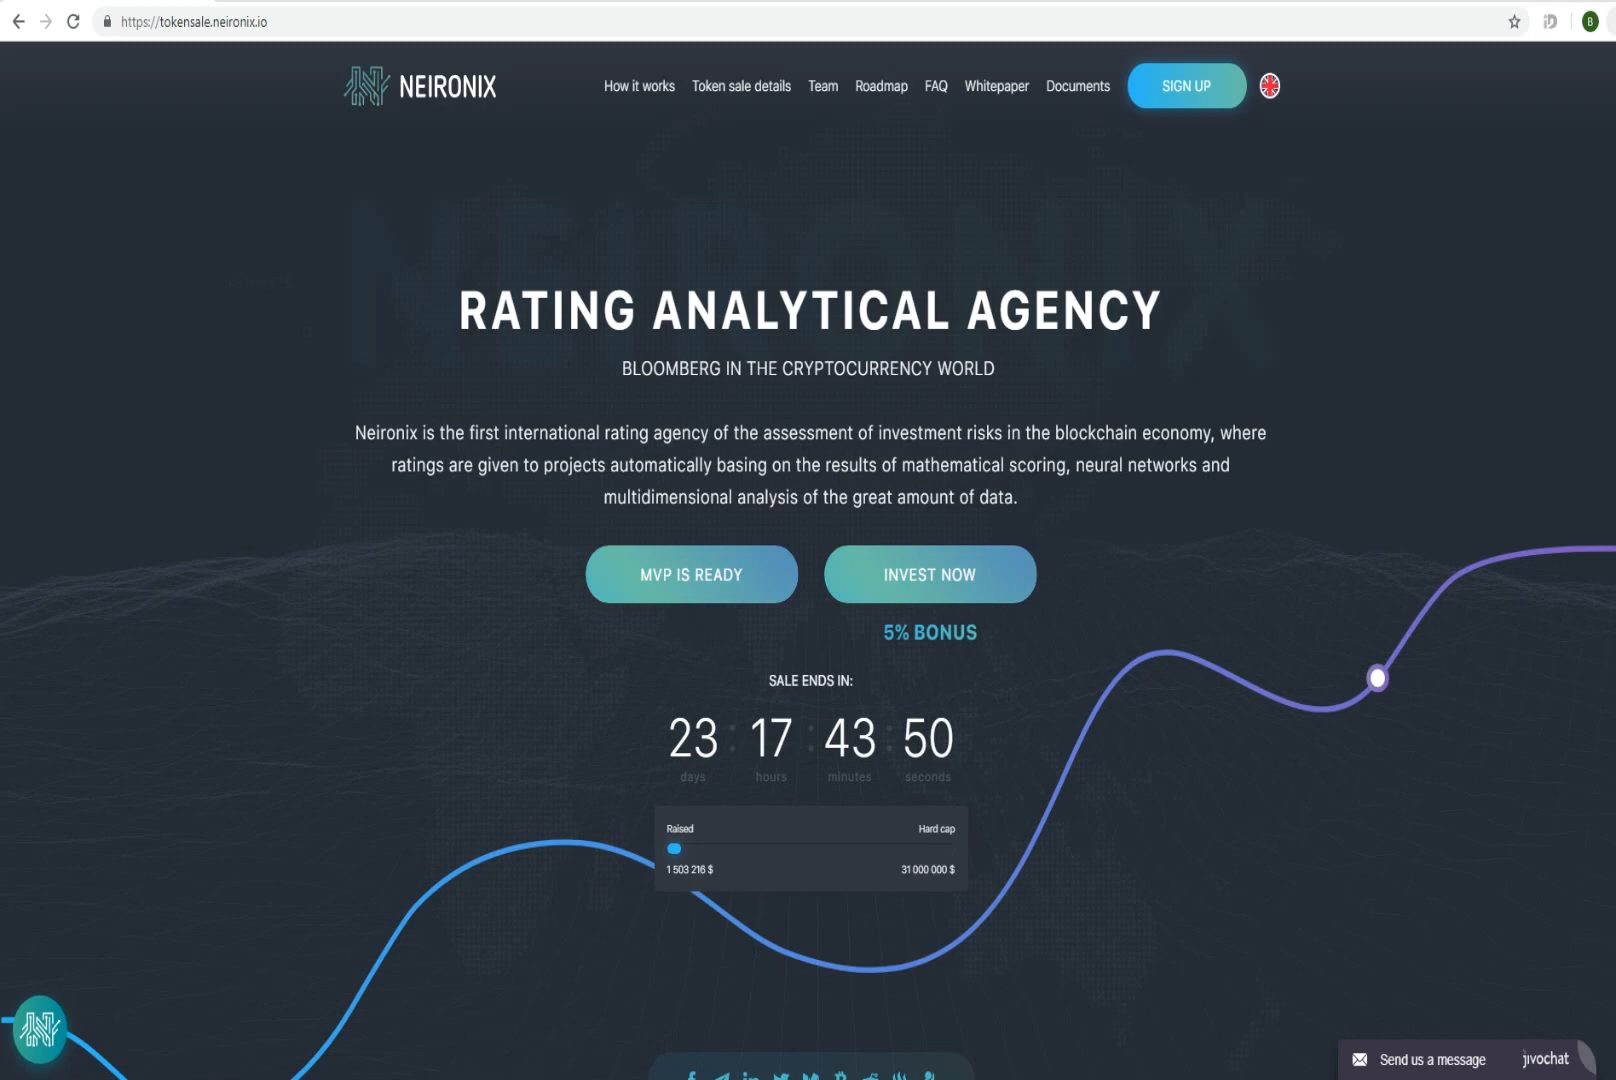 https://tokensale.neironix.io
B
NEIRONIX
How it works Token sale details Team Roadmap FAQ Whitepaper Documents SIGN UP
NEIRONIX
RATING ANALYTICAL AGENCY
BLOOMBERG IN THE CRYPTOCURRENCY WORLD
Neironix is the first international rating agency of the assessment of investment risks in the blockchain economy, where
ratings are given to projects automatically basing on the results of mathematical scoring, neural networks and
multidimensional analysis of the great amount of data.
MVP IS READY INVEST NOW
5% BONUS
SALE ENDS IN:
23 : 17 : 43 : 50
days hours minutes seconds
Raised Hard cap
1 503 216 $ 31 000 000 $
Send us a message jivochat